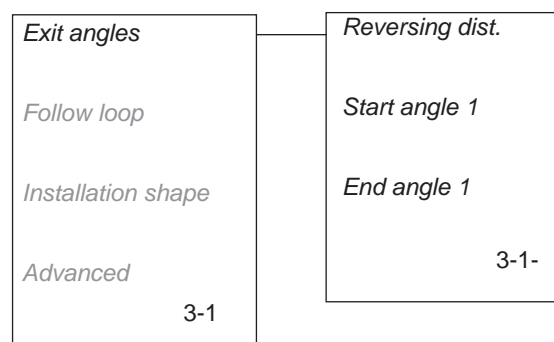 Exit angles
Follow loop
Installation shape
Advanced
3-1
Reversing dist.
Start angle 1
End angle 1
3-1-